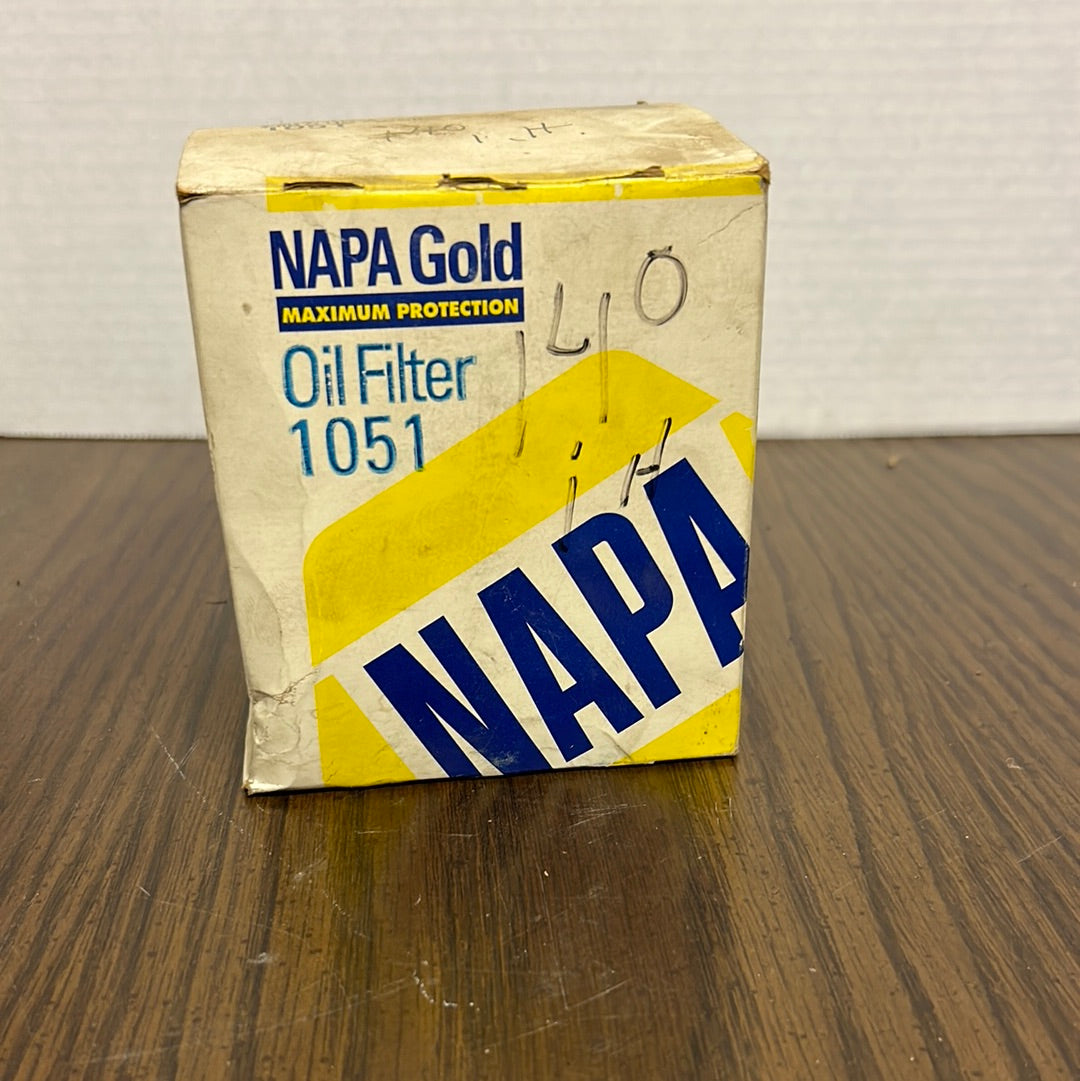 NAPA Gold
MAXIMUM PROTECTION
Oil Filter
1051
140
iH
NAPA